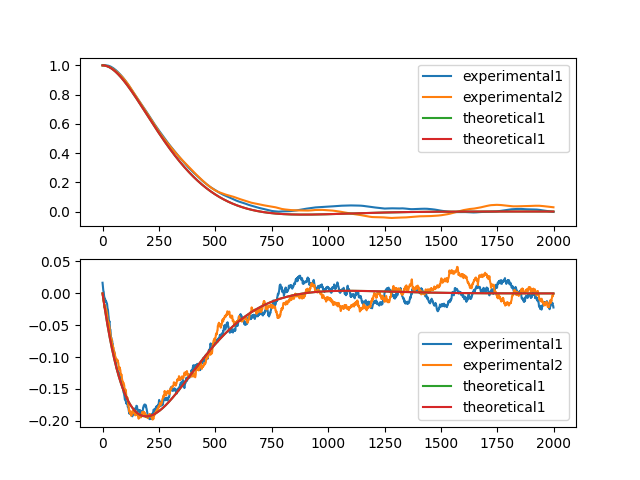 1.0
0.8
0.6
0.4
0.2
0.0
experimental1
experimental2
theoretical1
theoretical1
0 250 500 750 1000 1250 1500 1750 2000
0.05
0.00
−0.05
−0.10
−0.15
−0.20
experimental1
experimental2
theoretical1
theoretical1
0 250 500 750 1000 1250 1500 1750 2000